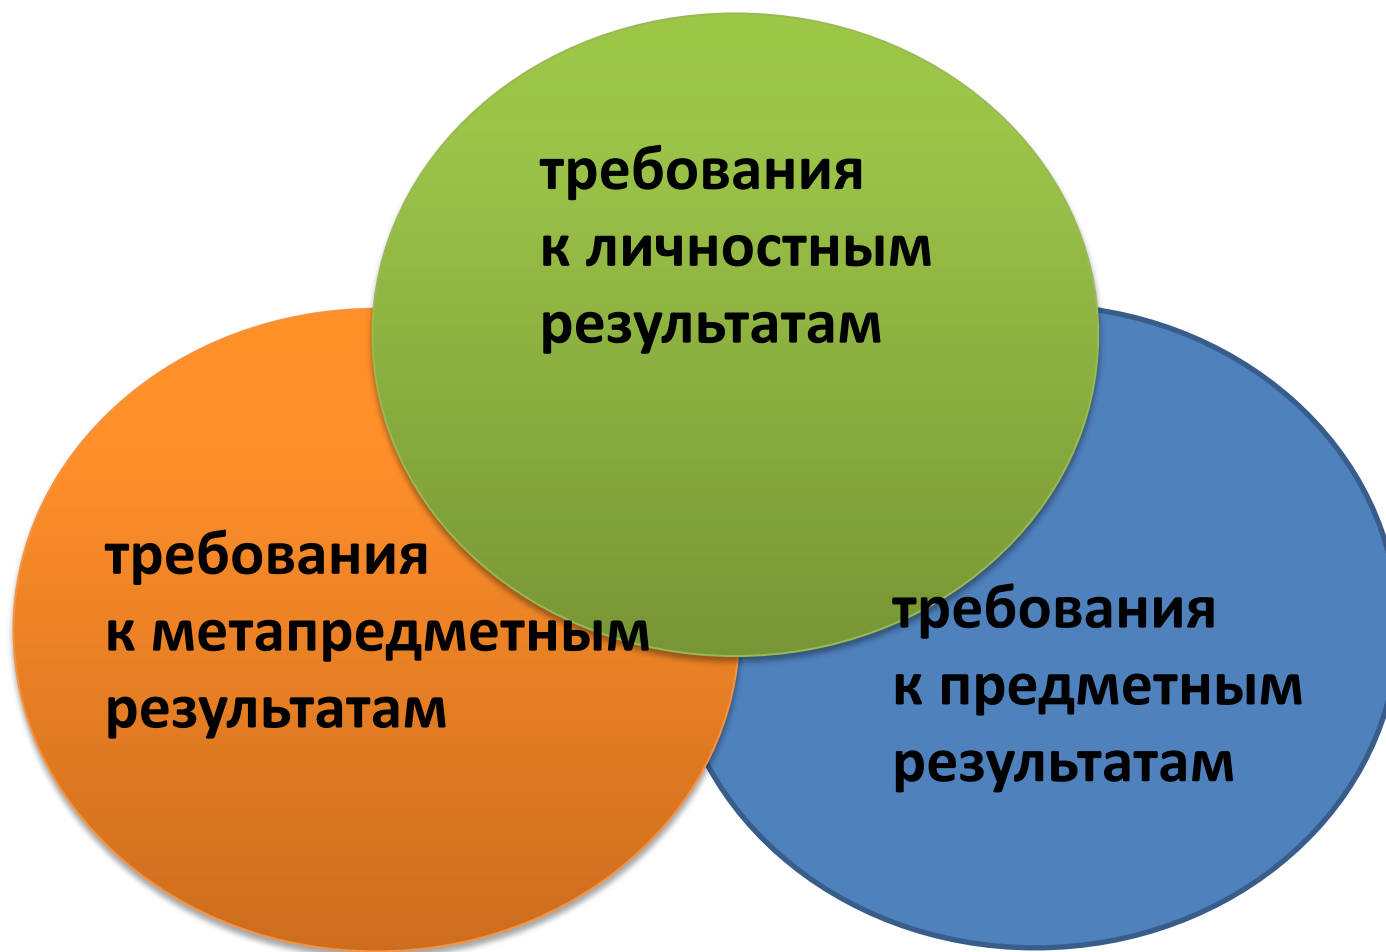 требования
к личностным
результатам
требования
к метапредметным
результатам
требования
к предметным
результатам